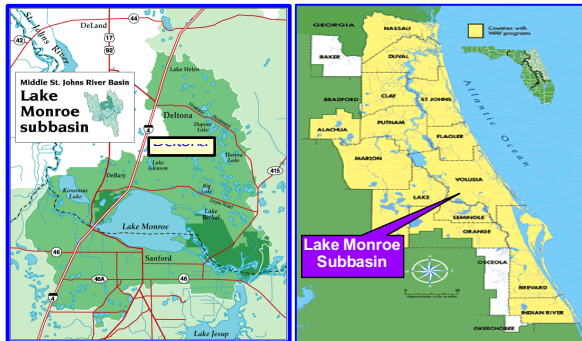 DeLand
44
42
17
92
St. Johns
River
Lake Helen
Middle St. Johns River Basin
Lake
Monroe
subbasin
4
Deltona
Dupont
Lake
Deltona
Lake
Gleason
Theresa
Lake
415
DeBary
Konomac
Lake
Big
Lake
Doyle Road
Lake
Bethel
Lake Monroe
46
Sanford
46A
46
4
Lake Jesup
GEORGIA
NASSAU
Counties with
WAV programs
BAKER
DUVAL
CLAY
ST JOHNS
BRADFORD
PUTNAM
ALACHUA
FLAGLER
MARION
Atlantic Ocean
VOLUSIA
LAKE
SEMINOLE
ORANGE
Lake Monroe
Subbasin
OSCEOLA
BREVARD
INDIAN RIVER
OKEECHOBEE